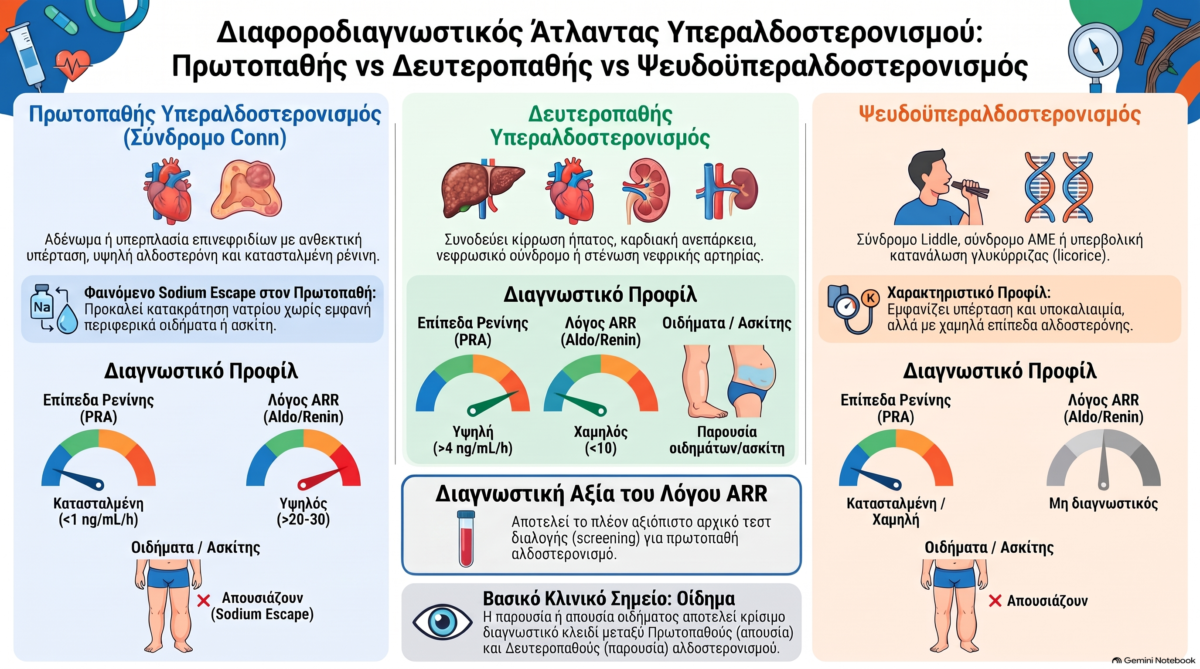 Διαφοροδιαγνωστικός Άτλαντας Υπεραλδοστερονισμού:
Πρωτοπαθής vs Δευτεροπαθής vs Ψευδοϋπεραλδοστερονισμός
Πρωτοπαθής Υπεραλδοστερονισμός
(Σύνδρομο Conn)
Αδένωμα ή υπερπλασία επινεφριδίων με ανθεκτική
υπέρταση, υψηλή αλδοστερόνη και κατασταλμένη ρένινη.
Na
Φαινόμενο Sodium Escape στον Πρωτοπαθή:
Προκαλεί κατακράτηση νατρίου χωρίς εμφανή
περιφερικά οιδήματα ή ασκίτη.
Διαγνωστικό Προφίλ
Επίπεδα Ρενίνης
(PRA)
Λόγος ARR
(Aldo/Renin)
Κατασταλμένη
(<1 ng/mL/h)
Υψηλός
(>20-30)
Οιδήματα / Ασκίτης
Απουσιάζουν
(Sodium Escape)
Δευτεροπαθής
Υπεραλδοστερονισμός
Συνοδεύει κίρρωση ήπατος, καρδιακή ανεπάρκεια,
νεφρωσικό ούνδρομο ή στένωση νεφρικής αρτηρίας.
Διαγνωστικό Προφίλ
Επίπεδα Ρενίνης
(PRA)
Λόγος ARR
(Aldo/Renin)
Οιδήματα / Ασκίτης
Υψηλή
(>4 ng/mL/h)
Χαμηλός
(<10)
Παρουσία
οιδημάτων/ασκίτη
Διαγνωστική Αξία του Λόγου ARR
Αποτελεί το πλέον αξιόπιστο αρχικό τεστ
διαλογής (screening) για πρωτοπαθή
αλδοστερονισμό.
Βασικό Κλινικό Σημείο: Οίδημα
Η παρουσία ή απουσία οιδήματος αποτελεί κρίσιμο
διαγνωστικό κλειδί μεταξύ Πρωτοπαθούς (απουσία)
και Δευτεροπαθούς (παρουσία) αλδοστερονισμού.
Ψευδοϋπεραλδοστερονισμός
Σύνδρομο Liddle, σύνδρομο AME ή υπερβολική
κατανάλωση γλυκύρριζας (licorice).
K
Χαρακτηριστικό Προφίλ:
Εμφανίζει υπέρταση και υποκαλιαιμία,
αλλά με χαμηλά επίπεδα αλδοστερόνης.
Διαγνωστικό Προφίλ
Επίπεδα Ρενίνης
(PRA)
Λόγος ARR
(Aldo/Renin)
Κατασταλμένη /
Χαμηλή
Μη διαγνωστικός
Οιδήματα / Ασκίτης
Απουσιάζουν
Gemini Notebook